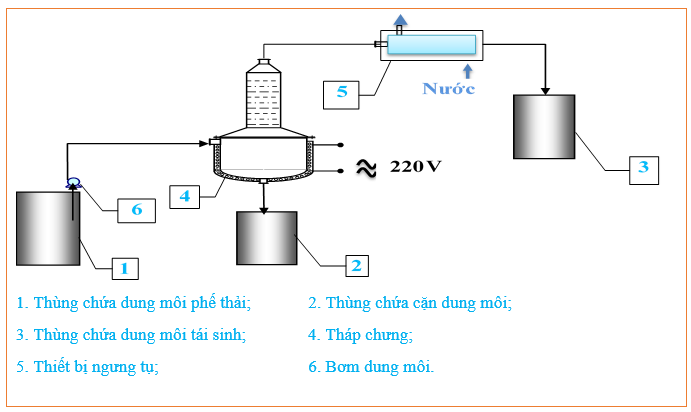 5
Nước
220 V
3
4
6
1
2
1. Thùng chứa dung môi phế thải; 2. Thùng chứa cặn dung môi;
3. Thùng chứa dung môi tái sinh; 4. Tháp chưng;
5. Thiết bị ngưng tụ; 6. Bơm dung môi.